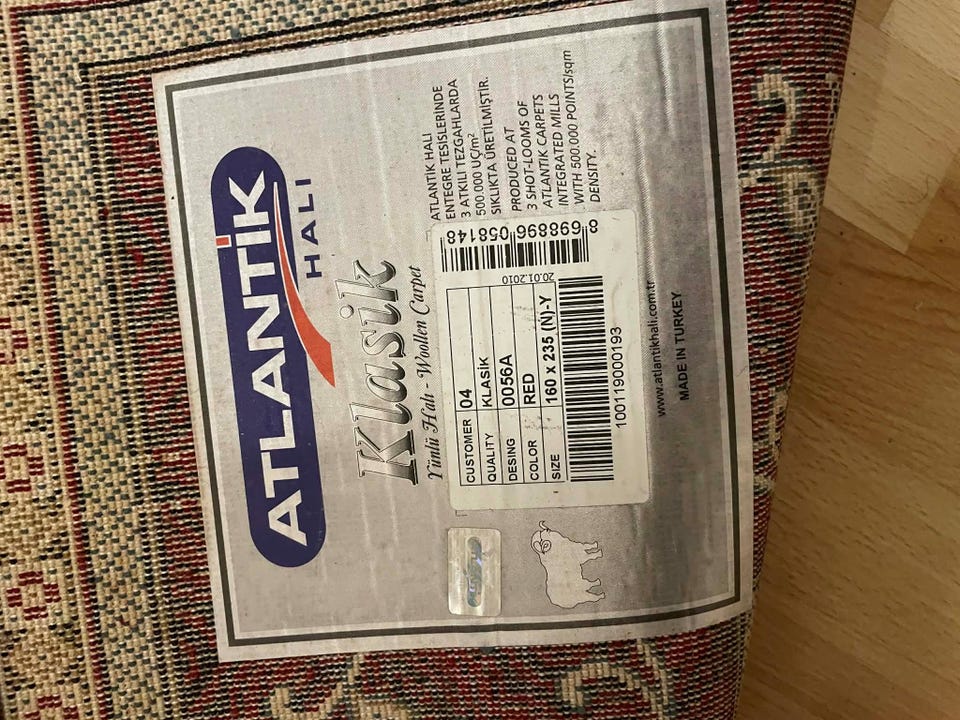 ATLANTİK
HALI
Klasik
Yünlü Halı - Woollen Carpet
ATLANTİK HALI
ENTEGRE TESİSLERİNDE
3 ATKILI TEZGAHLARDA
500.000 UÇ/m²
SIKLIKTA ÜRETİLMİŞTİR.
PRODUCED AT
3 SHOT-LOOMS OF
ATLANTİK CARPETS
INTEGRATED MILLS
WITH 500.000 POINTS/sqm
DENSITY.
CUSTOMER 04
QUALITY KLASİK
DESING 0056A
COLOR RED
SIZE 160 x 235 (N)-Y
20.01.2010
8 698896 058148
100119000193
www.atlantikhali.com.tr
MADE IN TURKEY